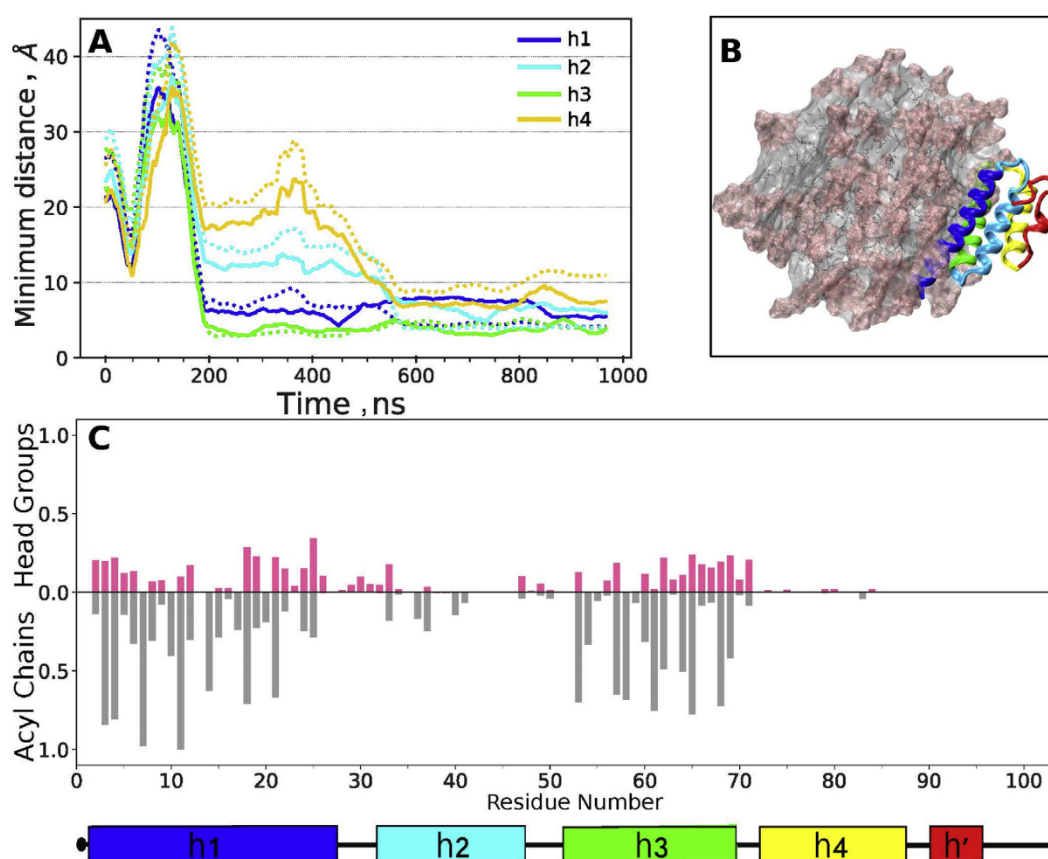 A
B
Minimum distance, Å
40
30
20
10
0
h1
h2
h3
h4
0 200 400 600 800 1000
Time ,ns
C
Acyl Chains Head Groups
1.0
0.5
0.0
0.5
1.0
0 10 20 30 40 50 60 70 80 90 100
Residue Number
h1 h2 h3 h4 h'